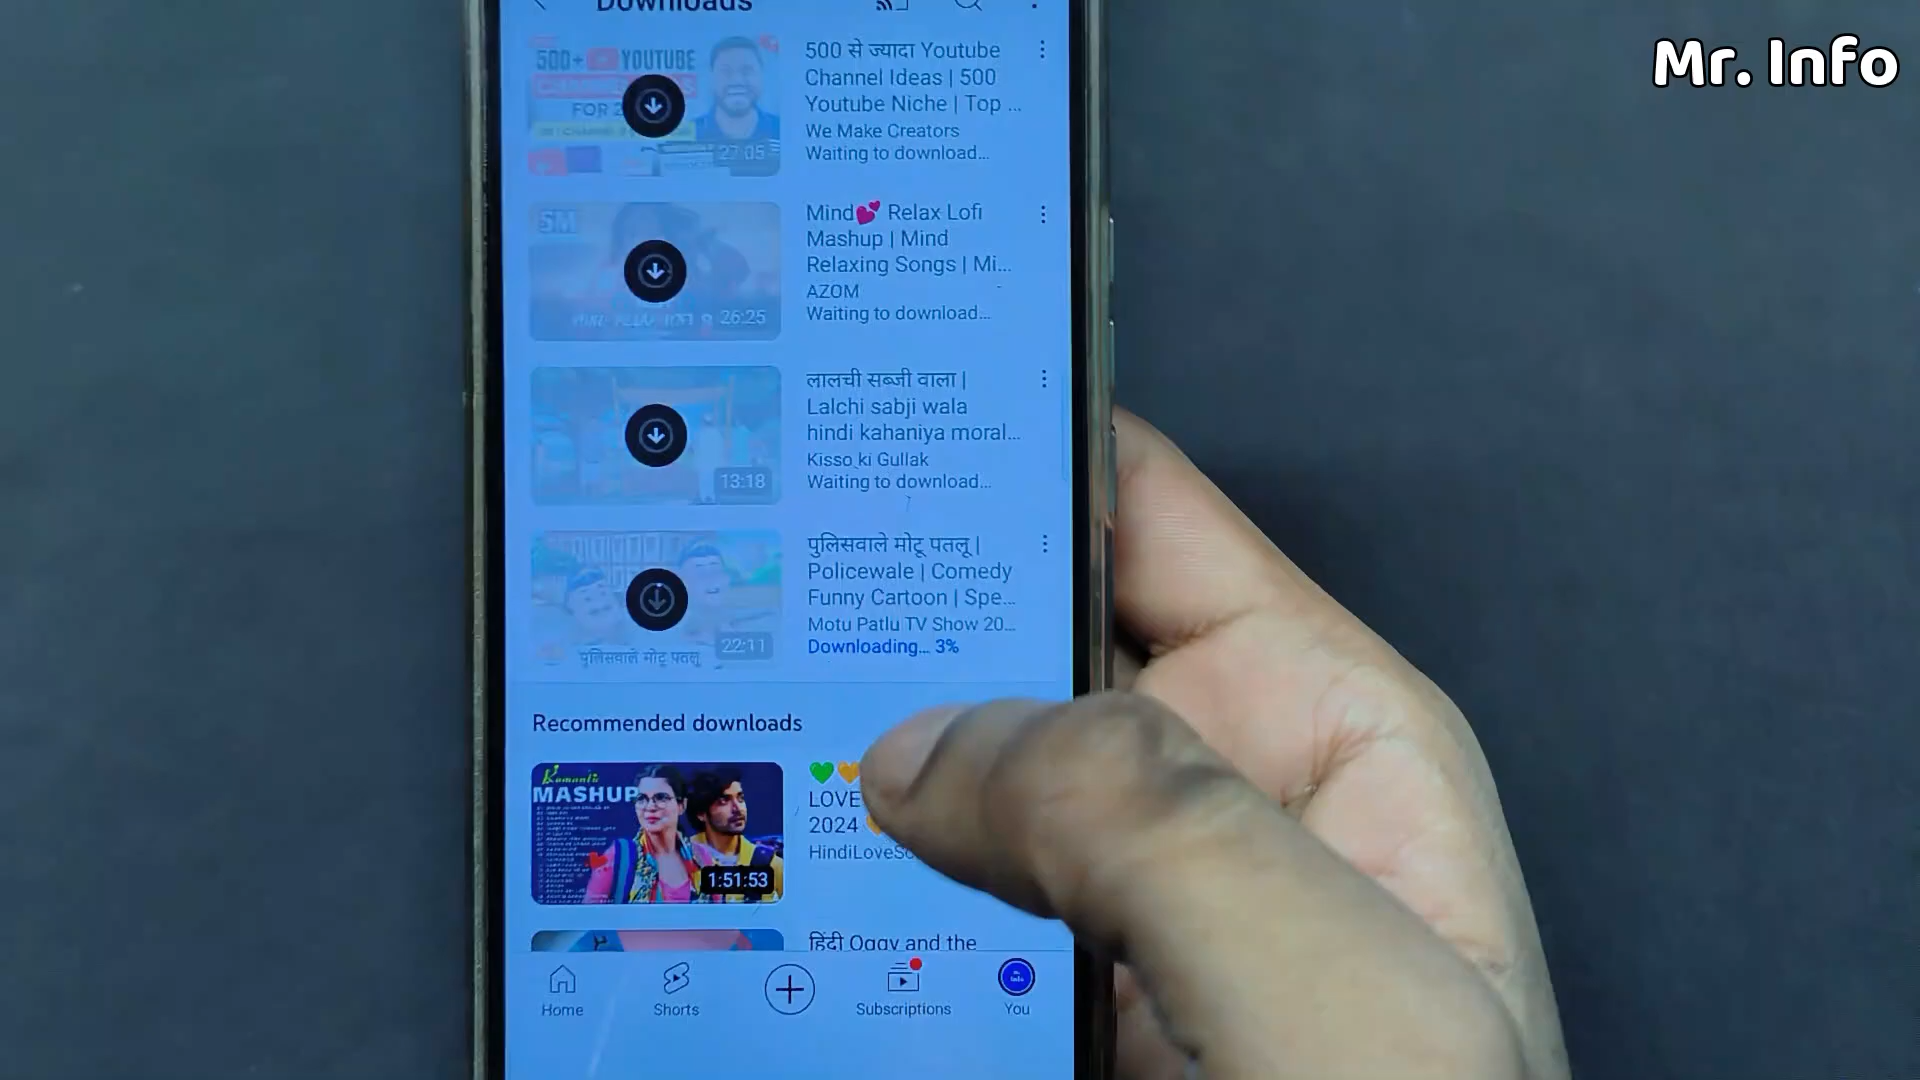 Mr. Info
Downloads
500+ YOUTUBE
FOR 2
27:05
500 से ज्यादा Youtube
Channel Ideas | 500
Youtube Niche | Top ...
We Make Creators
Waiting to download...
SM
26:25
Mind💕 Relax Lofi
Mashup | Mind
Relaxing Songs | Mi...
AZOM
Waiting to download...
13:18
लालची सब्जी वाला |
Lalchi sabji wala
hindi kahaniya moral...
Kisso ki Gullak
Waiting to download...
पुलिसवाले मोटू पतलू
22:11
पुलिसवाले मोटू पतलू |
Policewale | Comedy
Funny Cartoon | Spe...
Motu Patlu TV Show 20...
Downloading... 3%
Recommended downloads
Romantic
MASHUP
1:51:53
💚🧡
LOVE
2024 🧡
HindiLoveSo
हिंदी Oggy and the
Home
Shorts
Subscriptions
You